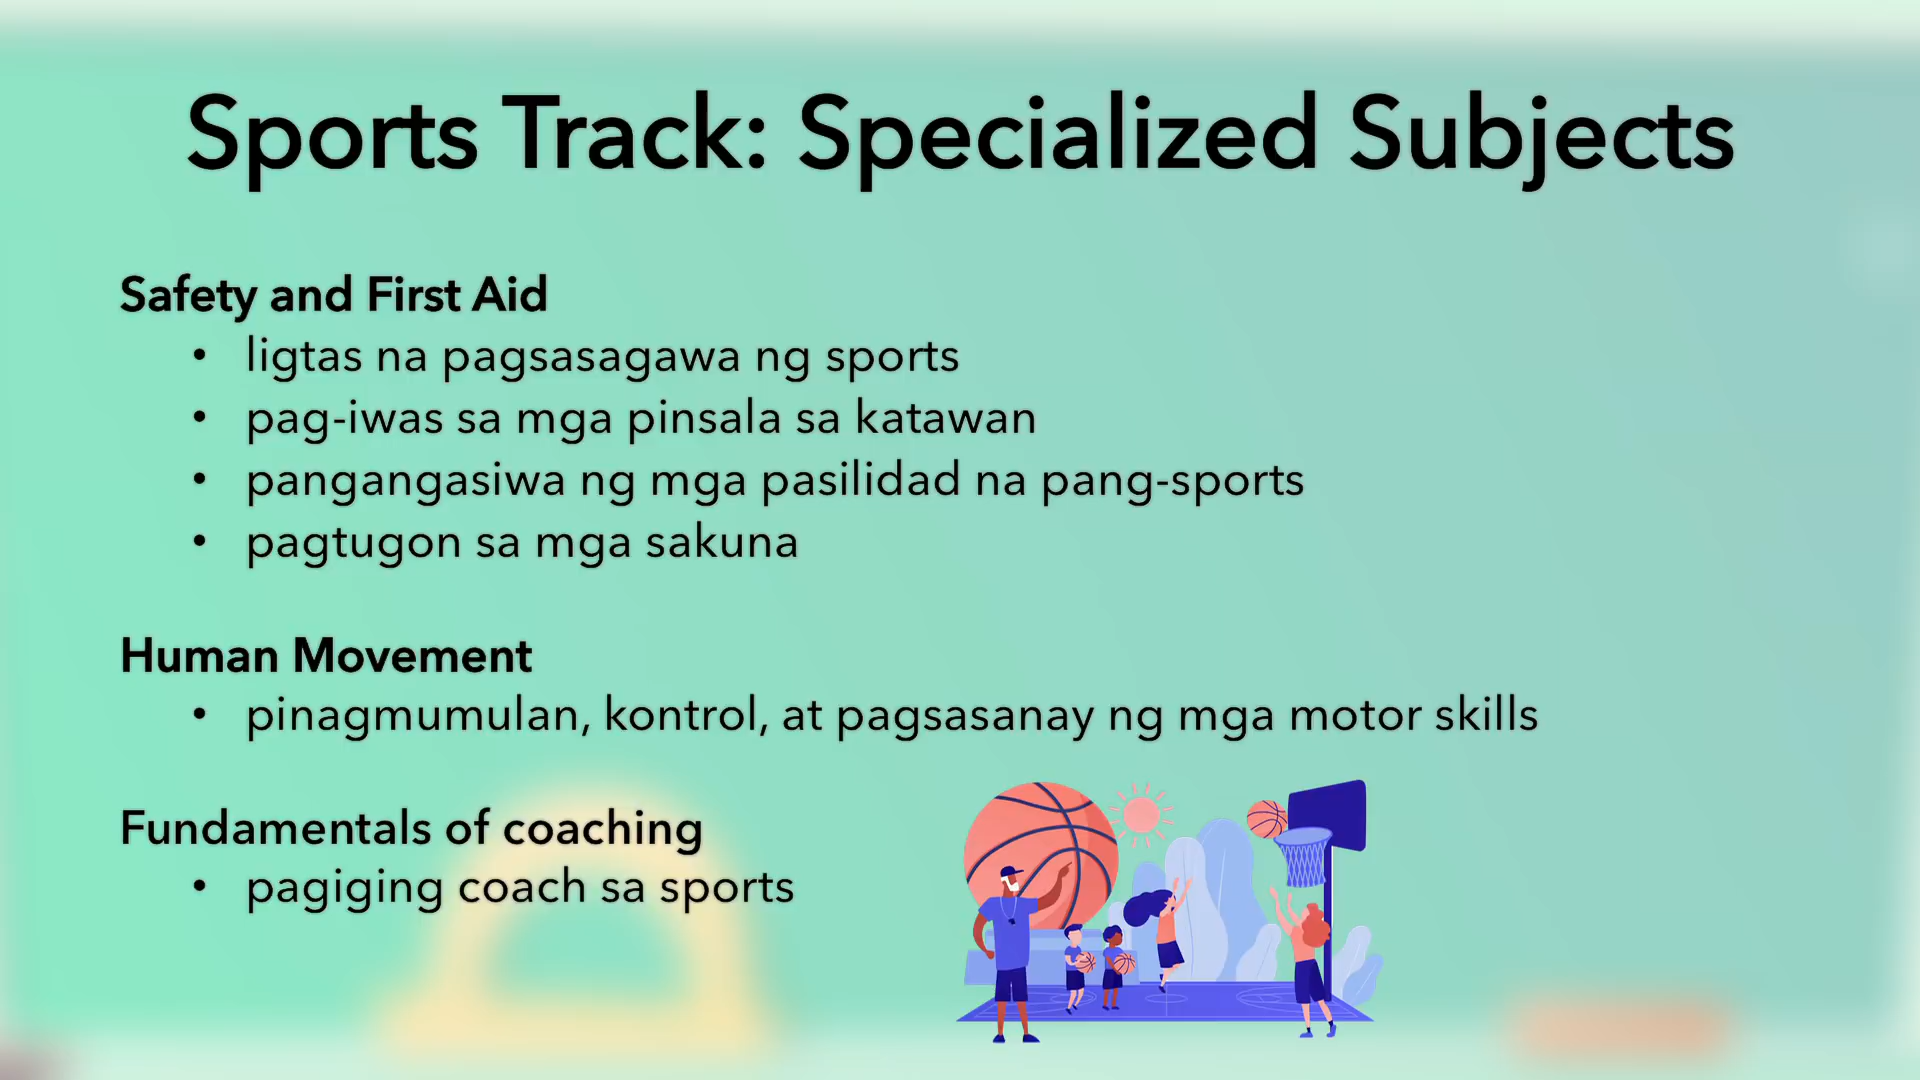 Sports Track: Specialized Subjects
Safety and First Aid
• ligtas na pagsasagawa ng sports
• pag-iwas sa mga pinsala sa katawan
• pangangasiwa ng mga pasilidad na pang-sports
• pagtugon sa mga sakuna
Human Movement
• pinagmumulan, kontrol, at pagsasanay ng mga motor skills
Fundamentals of coaching
• pagiging coach sa sports